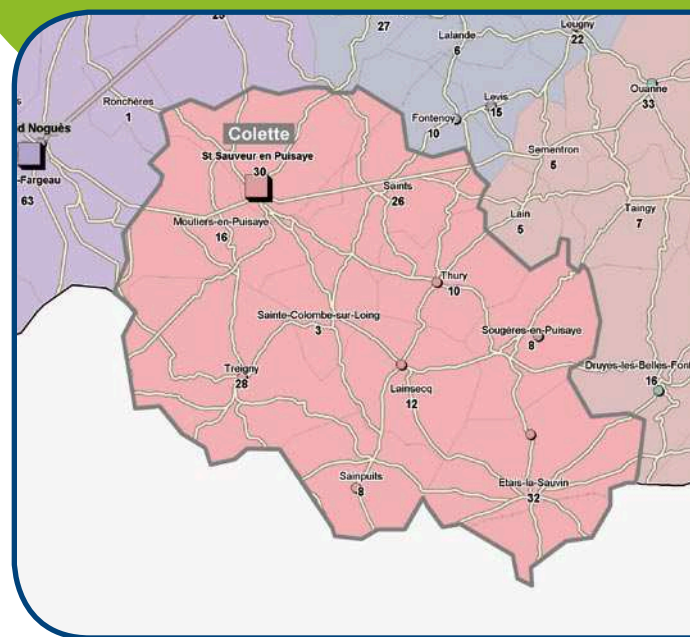 27
Lalande
6
Leugny
22
Ronchères
1
Levis
15
Fontenoy
10
Ouanne
33
d Noguès
-Fargeau
63
Colette
St Sauveur en Puisaye
30
Sementron
5
Saints
26
Moutiers-en-Puisaye
16
Lain
5
Taingy
7
Thury
10
Sainte-Colombe-sur-Loing
3
Sougères-en-Puisaye
8
Treigny
28
Lainsecq
12
Druyes-les-Belles-Font
16
Sainpuits
8
Etais-la-Sauvin
32